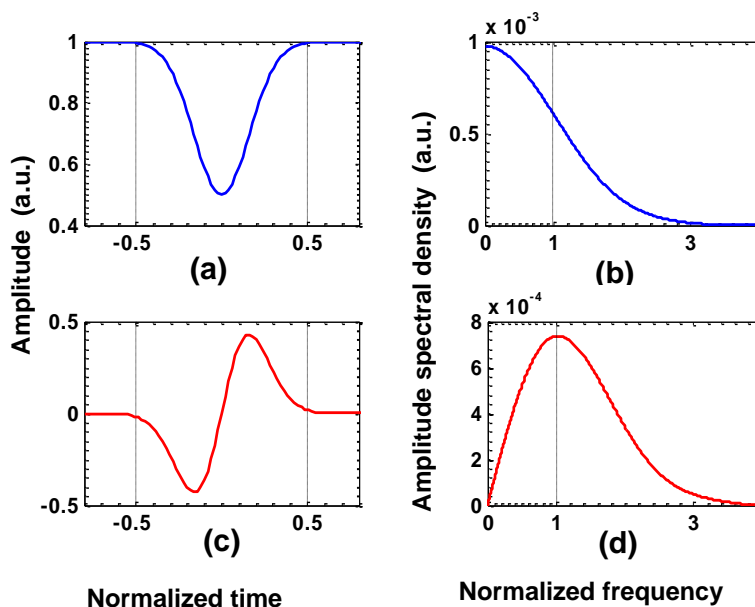 Amplitude (a.u.)
1
0.8
0.6
0.4
-0.5
0.5
(a)
x 10^-3
1
0.5
0
0
1
3
(b)
Amplitude spectral density (a.u.)
0.5
0
-0.5
-0.5
0.5
(c)
x 10^-4
8
6
4
2
0
0
1
3
(d)
Normalized time
Normalized frequency